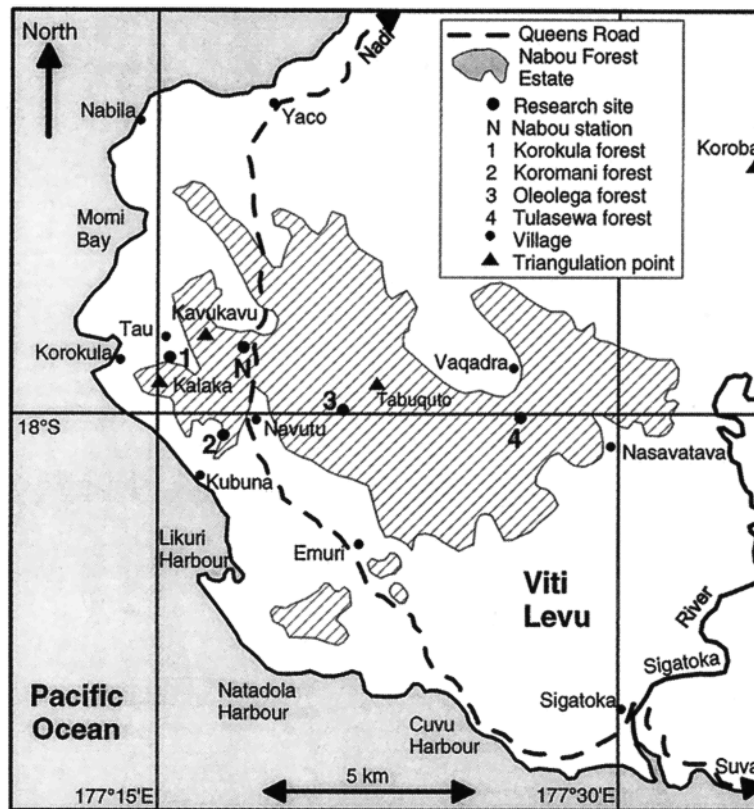 North
Nadi
Queens Road
Nabou Forest
Estate
Research site
N Nabou station
1 Korokula forest
2 Koromani forest
3 Oleolega forest
4 Tulasewa forest
Village
Triangulation point
Nabila
Yaco
Koroba
Momi
Bay
Tau
Kavukavu
Korokula
1
N
Kalaka
Vaqadra
Tabuquto
3
4
18°S
2
Navutu
Nasavatava
Kubuna
Likuri
Harbour
Emuri
Viti
Levu
River
Sigatoka
Pacific
Ocean
Natadola
Harbour
Cuvu
Harbour
Sigatoka
Suva
5 km
177°15'E
177°30'E